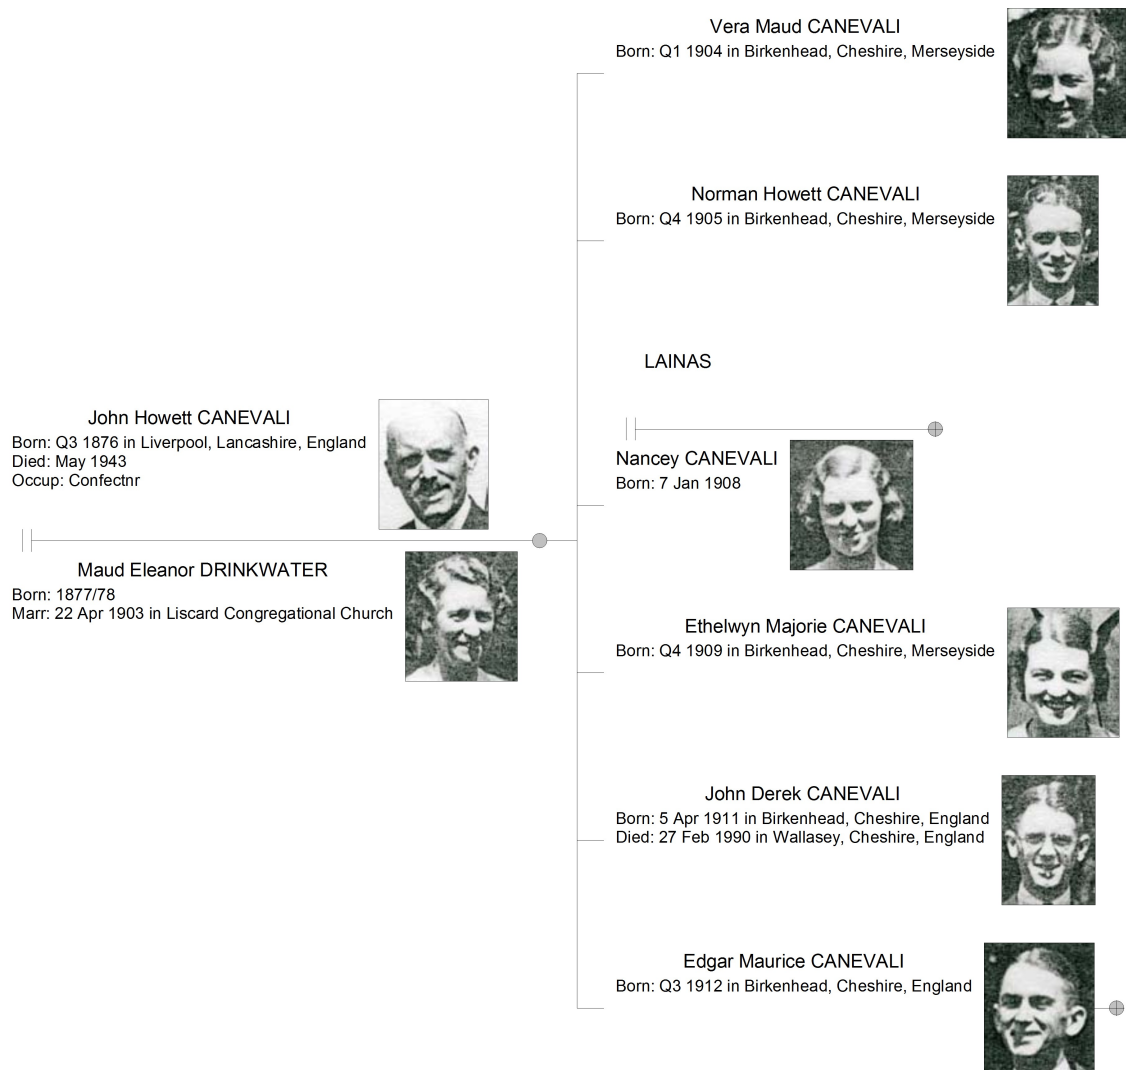 Vera Maud CANEVALI
Born: Q1 1904 in Birkenhead, Cheshire, Merseyside
Norman Howett CANEVALI
Born: Q4 1905 in Birkenhead, Cheshire, Merseyside
LAINAS
John Howett CANEVALI
Born: Q3 1876 in Liverpool, Lancashire, England
Died: May 1943
Occup: Confectnr
Nancey CANEVALI
Born: 7 Jan 1908
Maud Eleanor DRINKWATER
Born: 1877/78
Marr: 22 Apr 1903 in Liscard Congregational Church
Ethelwyn Majorie CANEVALI
Born: Q4 1909 in Birkenhead, Cheshire, Merseyside
John Derek CANEVALI
Born: 5 Apr 1911 in Birkenhead, Cheshire, England
Died: 27 Feb 1990 in Wallasey, Cheshire, England
Edgar Maurice CANEVALI
Born: Q3 1912 in Birkenhead, Cheshire, England